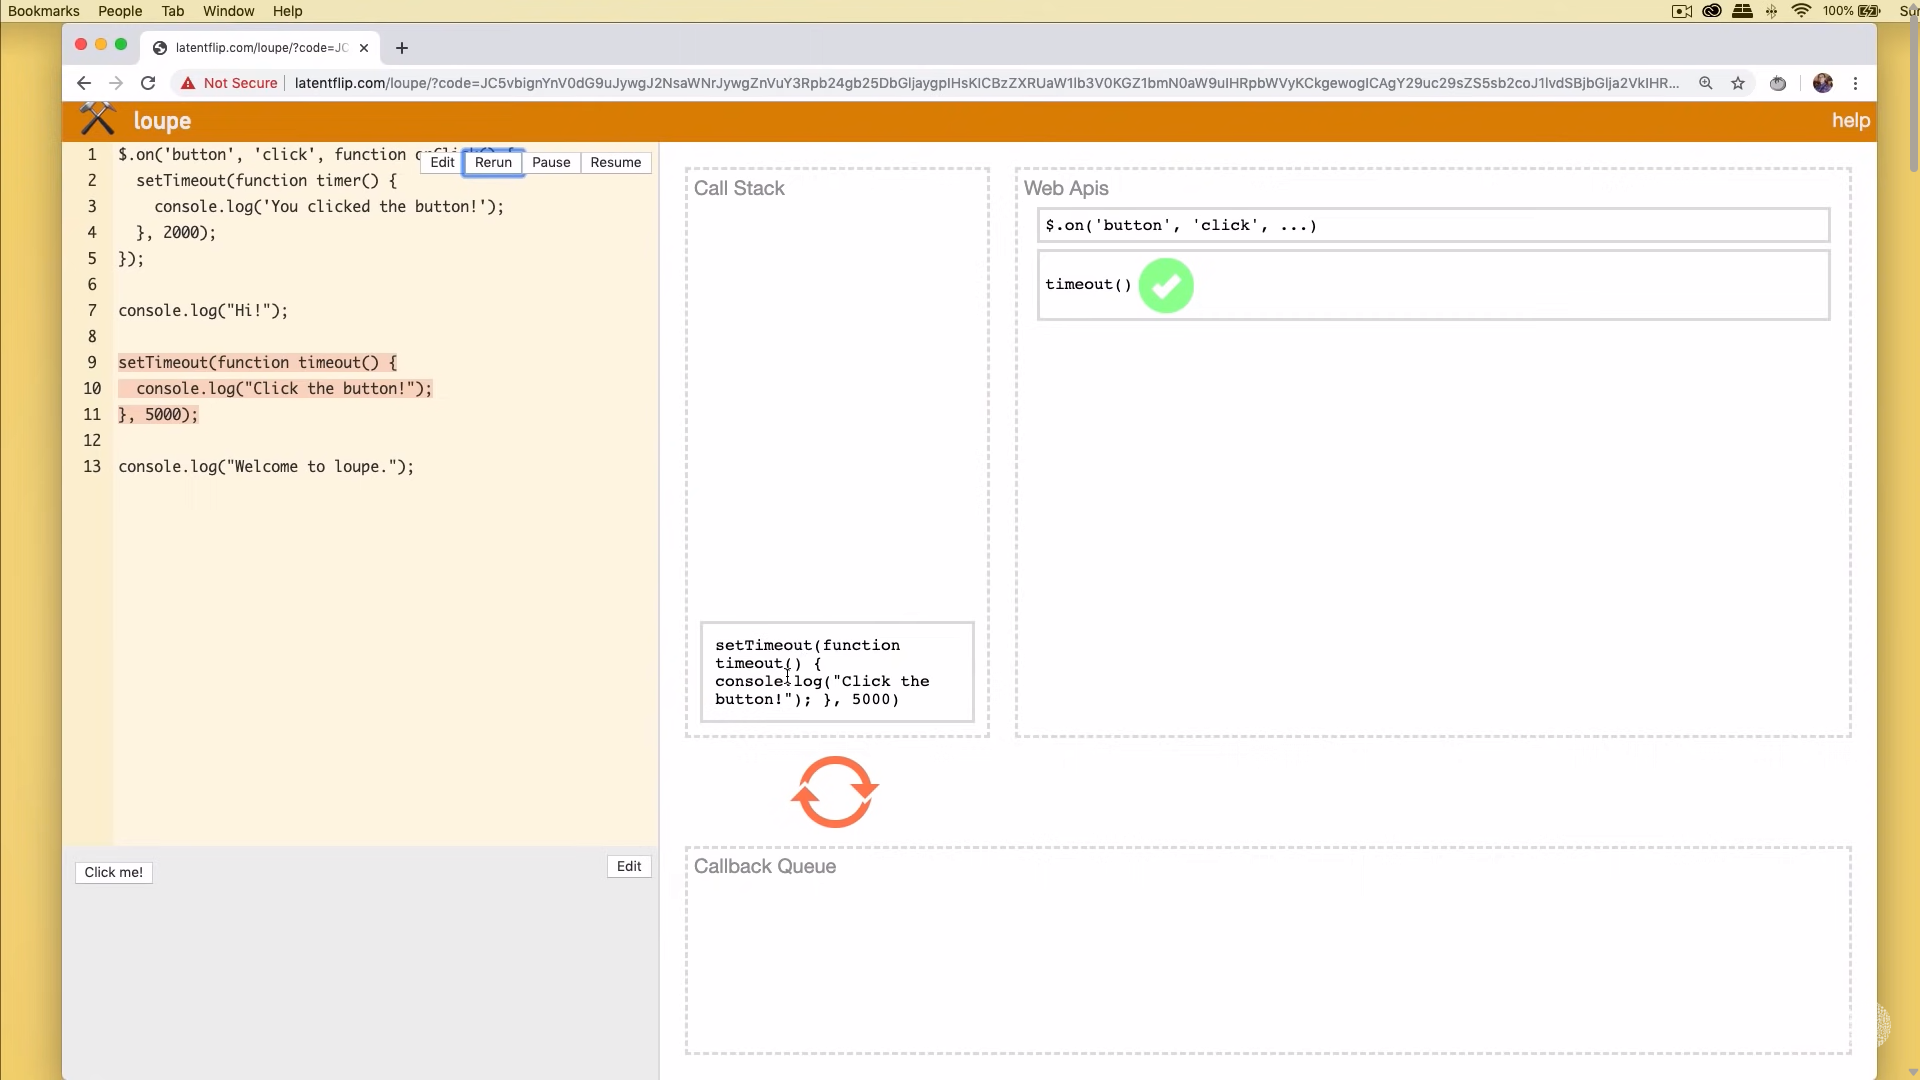 Bookmarks People Tab Window Help 100%
latentflip.com/loupe/?code=JC
Not Secure latentflip.com/loupe/?code=JC5vbignYnV0dG9uJywgJ2NsaWNrJywgZnVuY3Rpb24gb25DbGljaygpIHsKICBzZXRUaW1lb3V0KGZ1bmN0aW9uIHRpbWVyKCkgewogICAgY29uc29sZS5sb2coJ1lvdSBjbGlja2VkIHR...
loupe help
1 $.on('button', 'click', function
Edit Rerun Pause Resume
2 setTimeout(function timer() {
3 console.log('You clicked the button!');
4 }, 2000);
5 });
6
7 console.log("Hi!");
8
9 setTimeout(function timeout() {
10 console.log("Click the button!");
11 }, 5000);
12
13 console.log("Welcome to loupe.");
Click me! Edit
Call Stack
setTimeout(function
timeout() {
console.log("Click the
button!"); }, 5000)
Web Apis
$.on('button', 'click', ...)
timeout()
Callback Queue